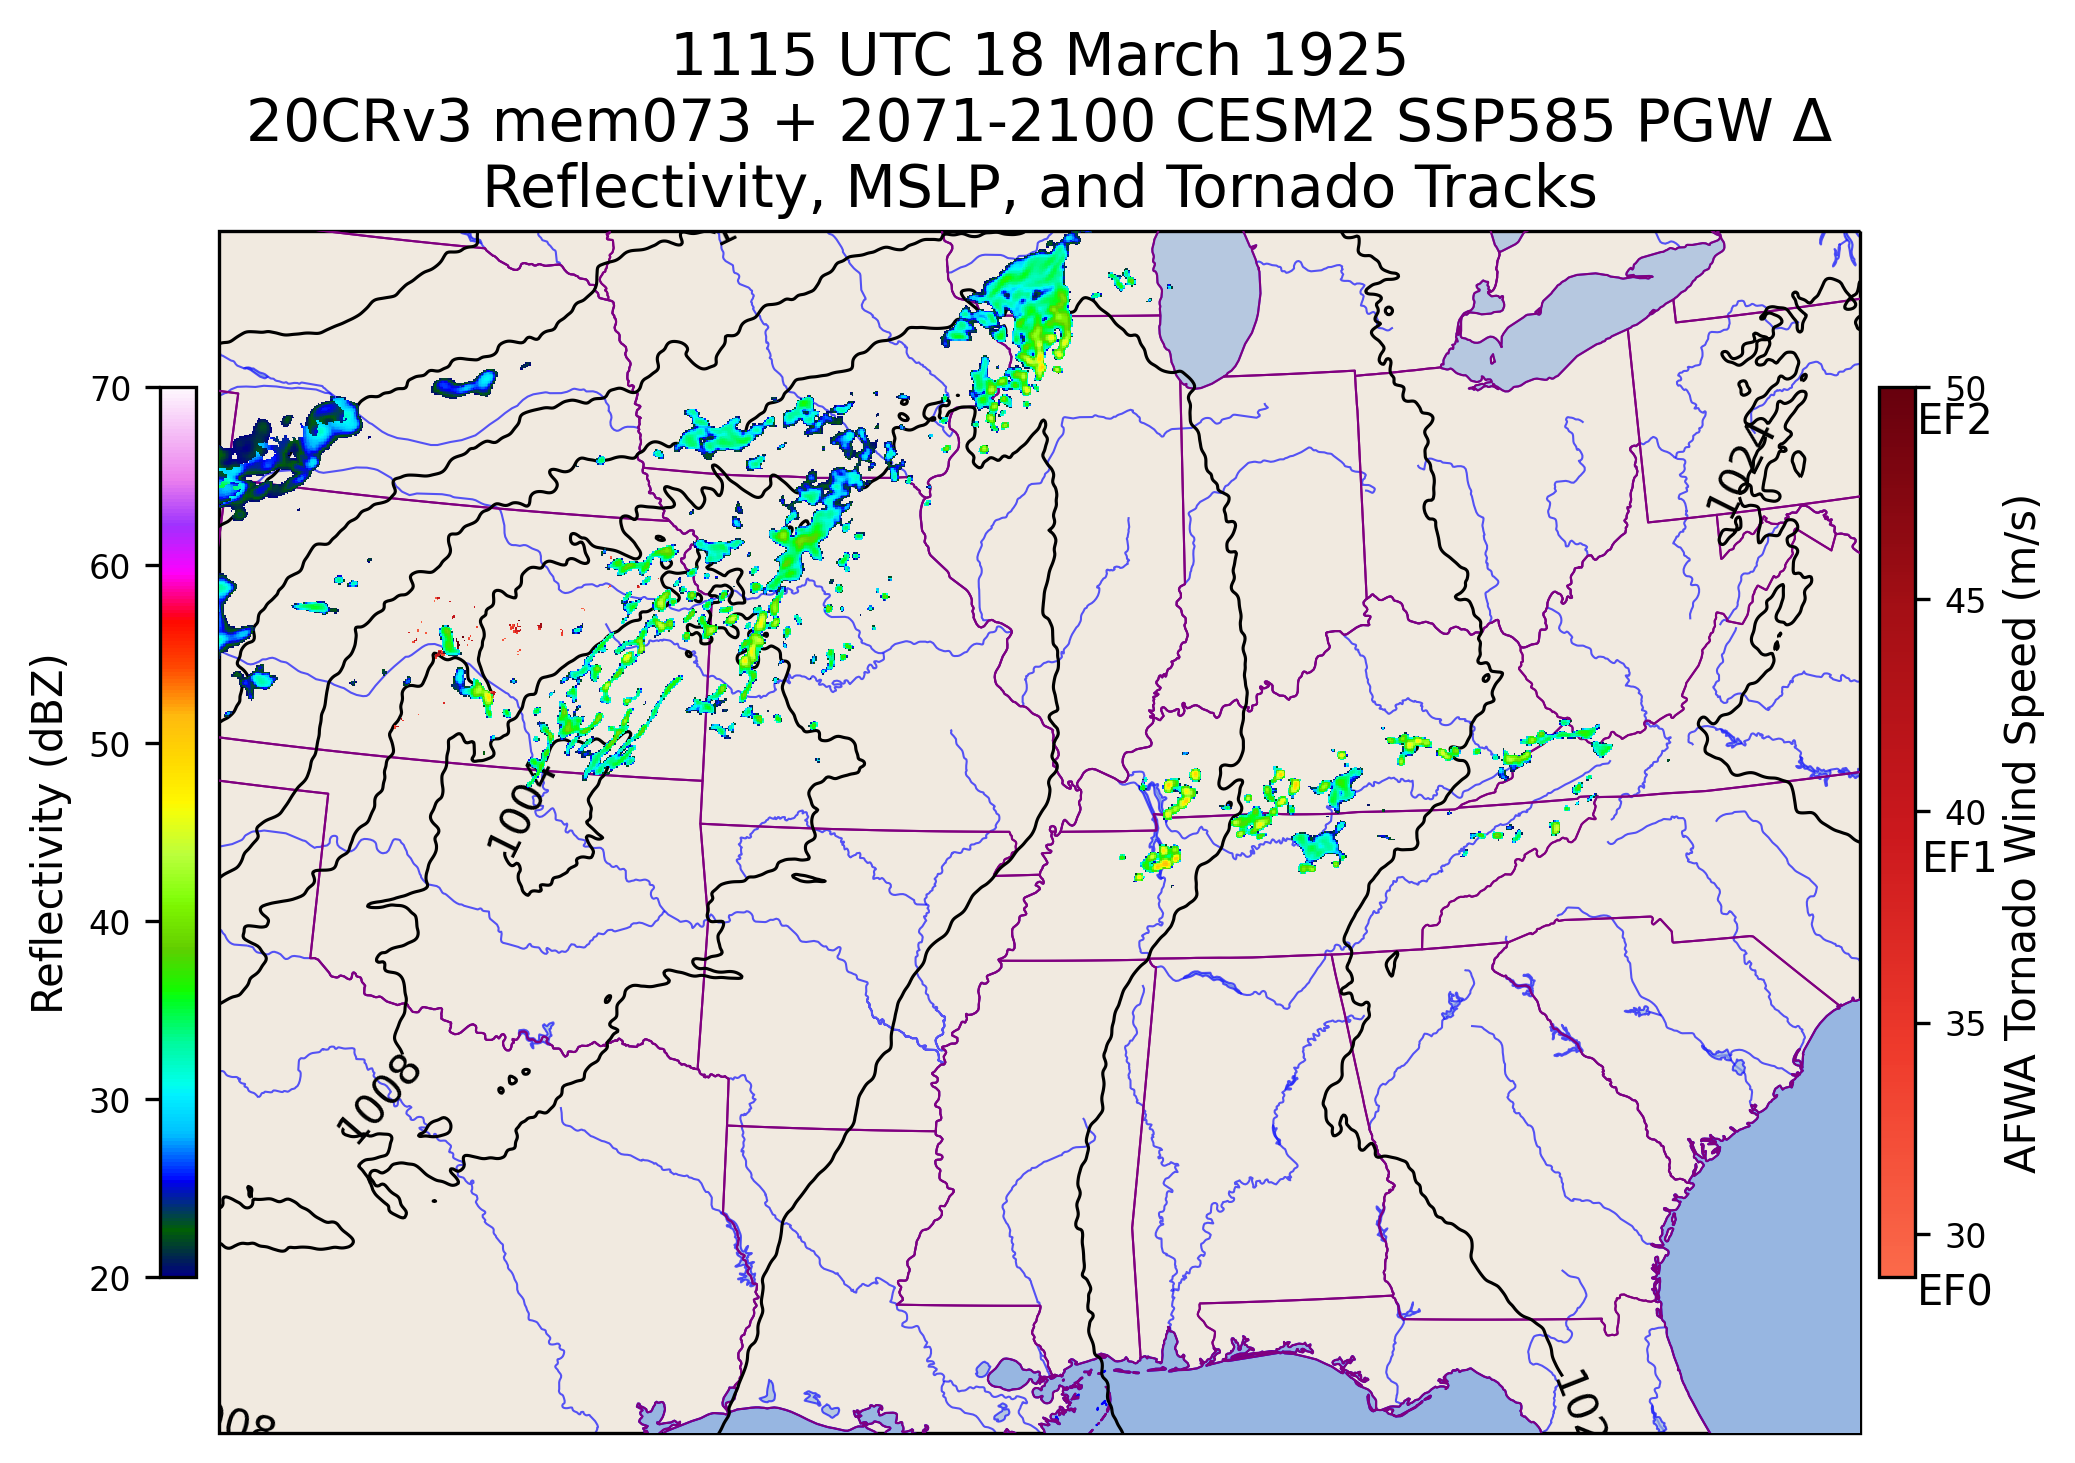 1115 UTC 18 March 1925
20CRv3 mem073 + 2071-2100 CESM2 SSP585 PGW Δ
Reflectivity, MSLP, and Tornado Tracks
Reflectivity (dBZ)
70
60
50
40
30
20
1024
1004
1008
50
EF2
45
40
EF1
35
30
EF0
AFWA Tornado Wind Speed (m/s)